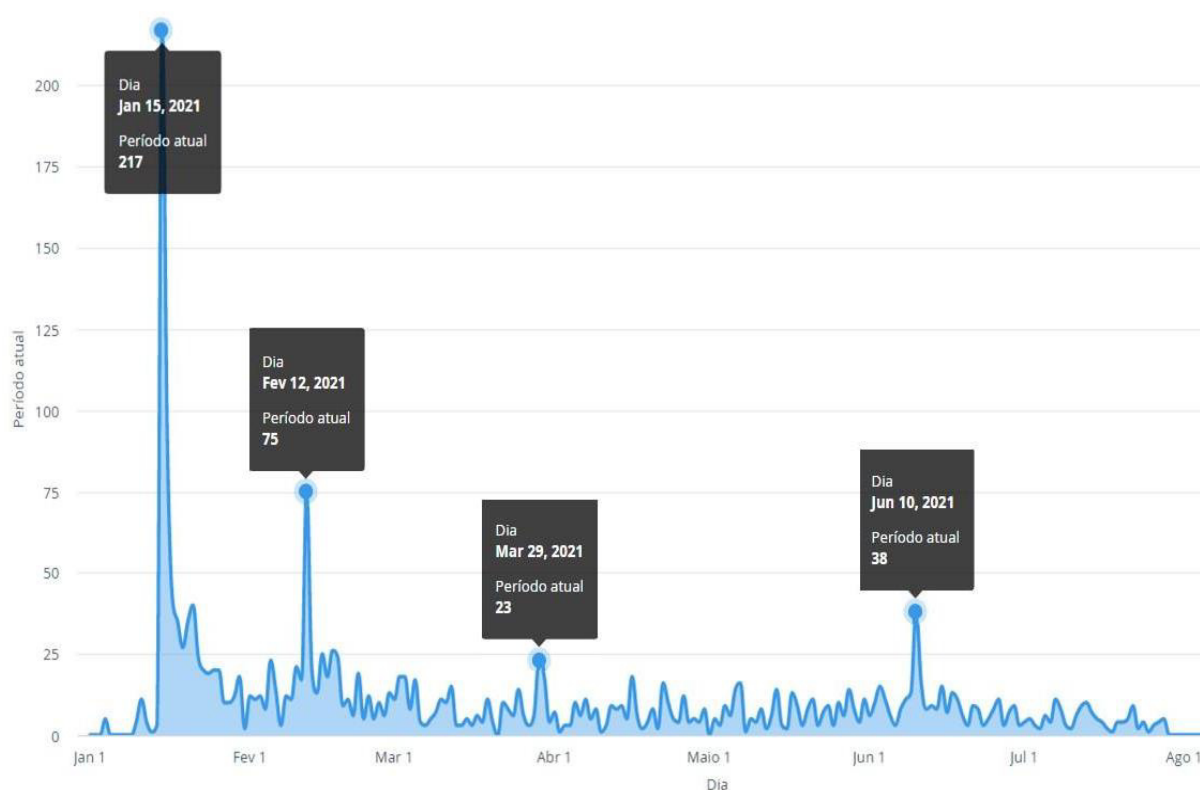 200
175
150
125
100
75
50
25
0
Período atual
Dia
Jan 15, 2021
Período atual
217
Dia
Fev 12, 2021
Período atual
75
Dia
Mar 29, 2021
Período atual
23
Dia
Jun 10, 2021
Período atual
38
Jan 1 Fev 1 Mar 1 Abr 1 Maio 1 Jun 1 Jul 1 Ago 1
Dia